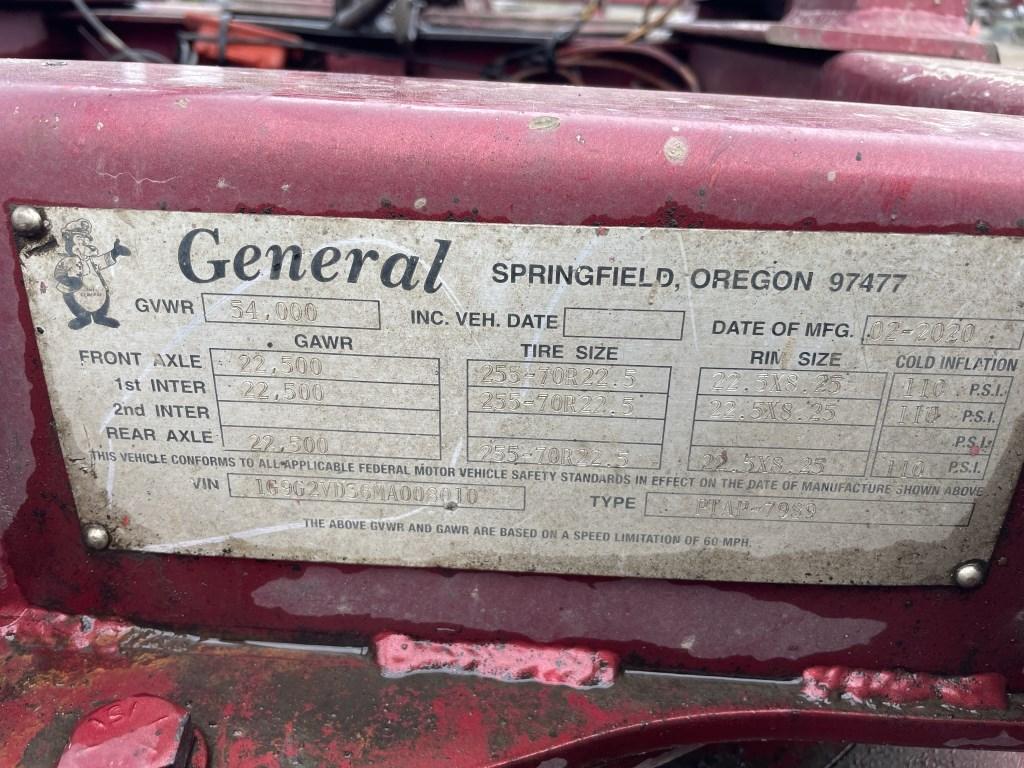 General SPRINGFIELD, OREGON 97477
GVWR 54,000 INC. VEH. DATE DATE OF MFG. 02-2020
GAWR TIRE SIZE RIM SIZE COLD INFLATION
FRONT AXLE 22,500 255-70R22.5 22.5X8.25 110 P.S.I.
1st INTER 22,500 255-70R22.5 22.5X8.25 110 P.S.I.
2nd INTER P.S.I.
REAR AXLE 22,500 255-70R22.5 22.5X8.25 110 P.S.I.
THIS VEHICLE CONFORMS TO ALL APPLICABLE FEDERAL MOTOR VEHICLE SAFETY STANDARDS IN EFFECT ON THE DATE OF MANUFACTURE SHOWN ABOVE
VIN TYPE
THE ABOVE GVWR AND GAWR ARE BASED ON A SPEED LIMITATION OF 60 MPH.